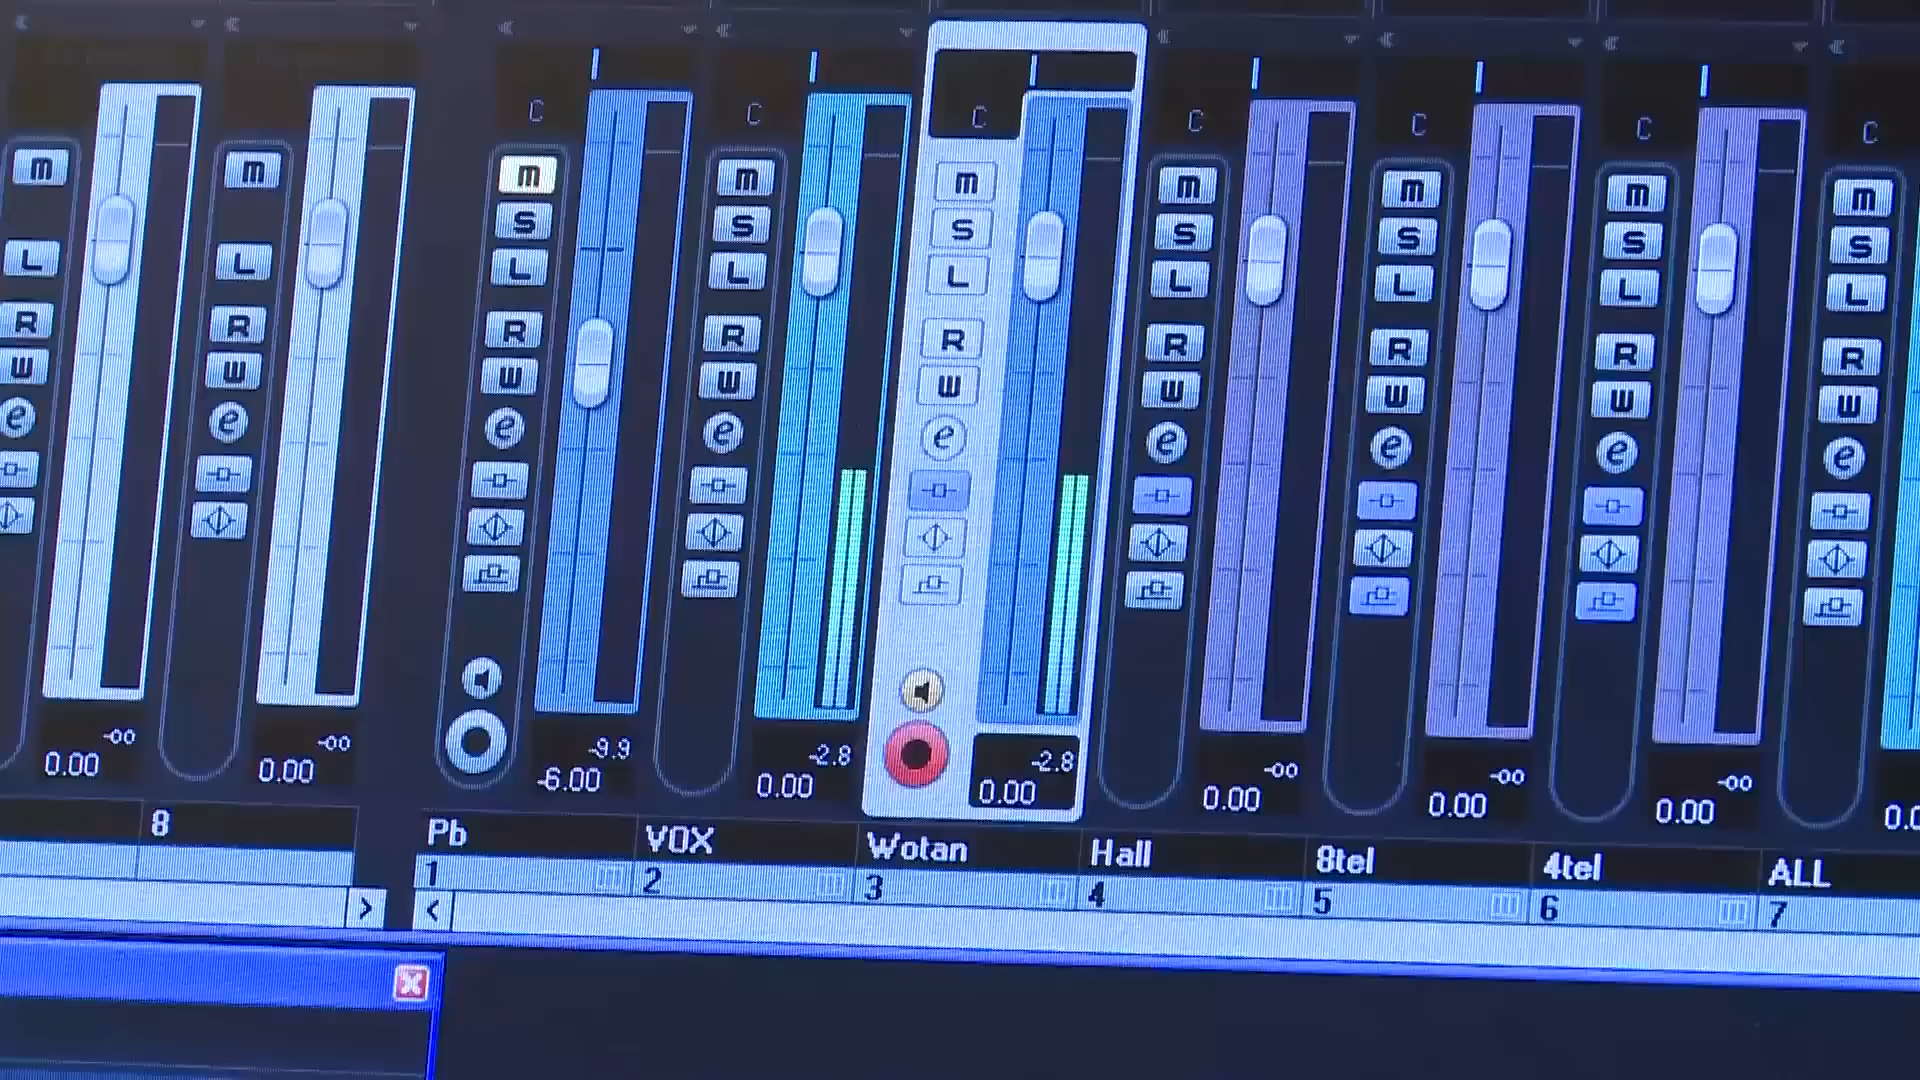 C C C C C C C
m m m m m m m m m
S S S S S S S
L L L L L L L L L
R R R R R R R R R
W W W W W W W W W
e e e e e e e e e
-oo -oo -9.9 -2.8 -2.8 -oo -oo -oo
0.00 0.00 -6.00 0.00 0.00 0.00 0.00 0.00 0.0
8 Pb VOX Wotan Hall 8tel 4tel ALL
1 2 3 4 5 6 7